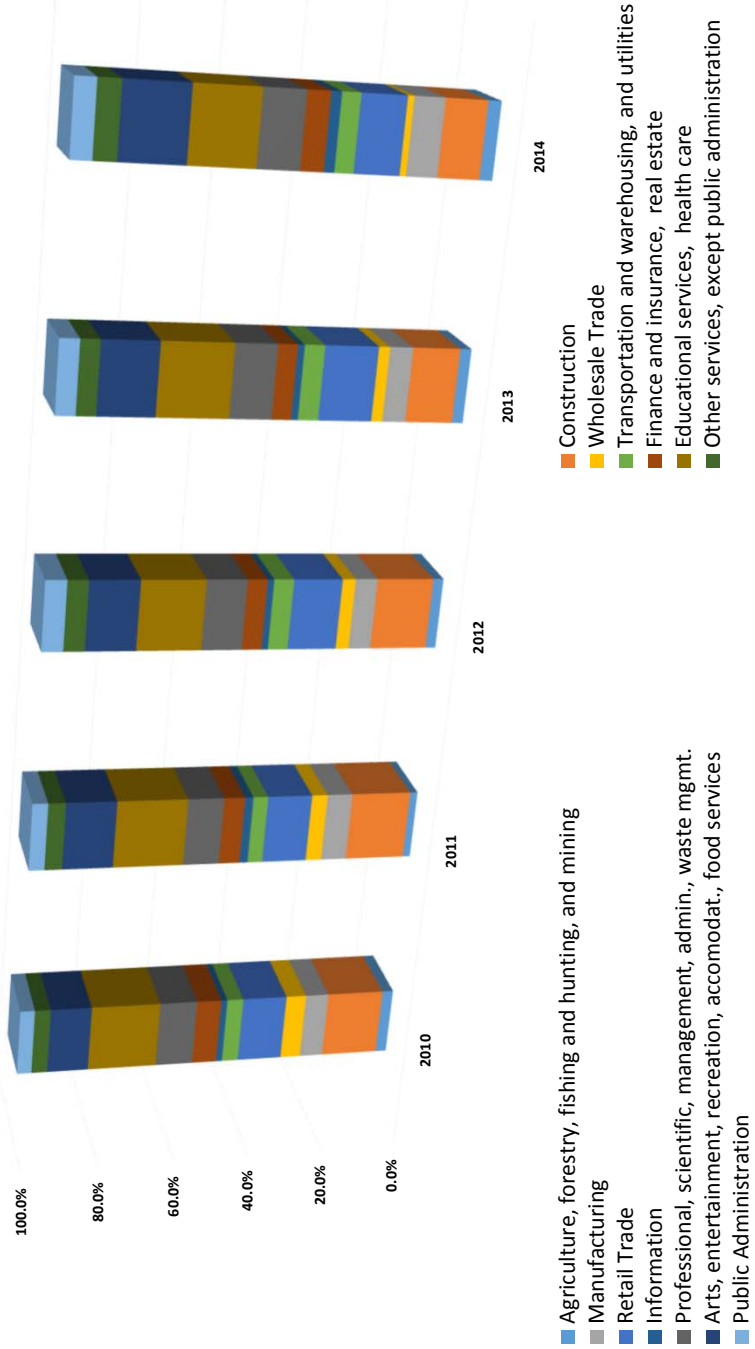 100.0%
80.0%
60.0%
40.0%
20.0%
0.0%
2010
2011
2012
2013
2014
Agriculture, forestry, fishing and hunting, and mining
Construction
Manufacturing
Wholesale Trade
Retail Trade
Transportation and warehousing, and utilities
Information
Finance and insurance, real estate
Professional, scientific, management, admin., waste mgmt.
Educational services, health care
Arts, entertainment, recreation, accomodat., food services
Other services, except public administration
Public Administration